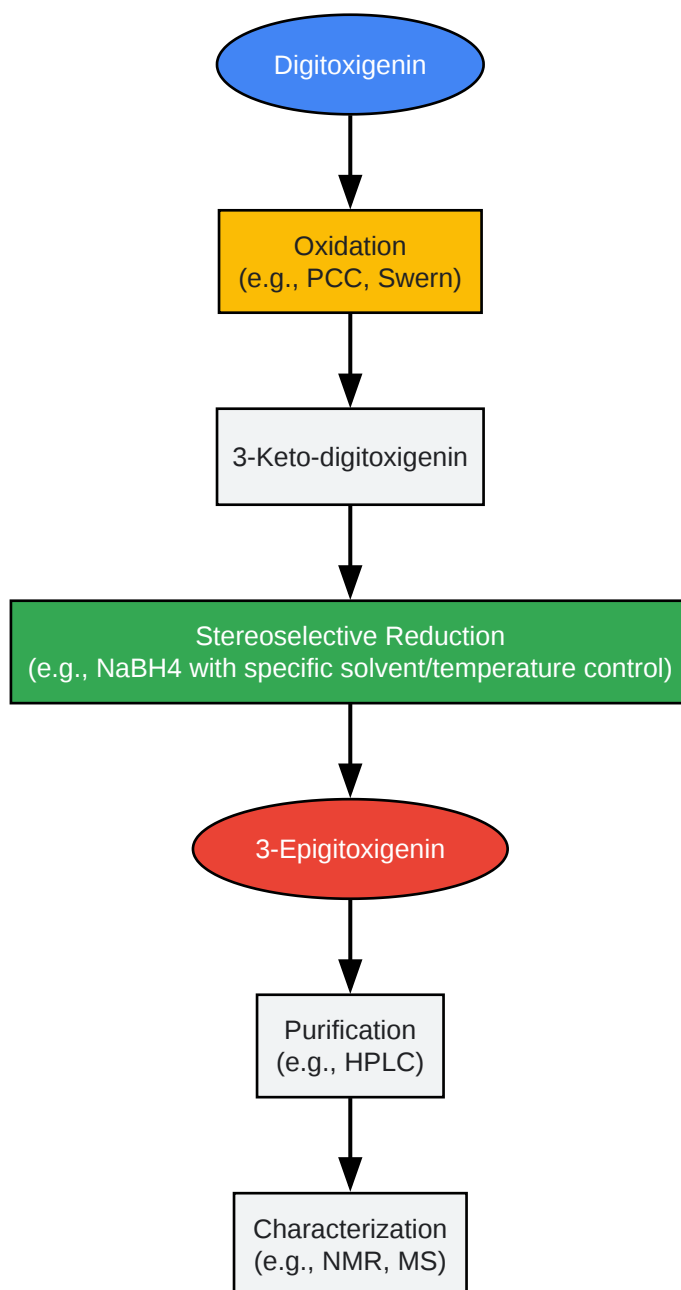 Digitoxigenin
Oxidation
(e.g., PCC, Swern)
3-Keto-digitoxigenin
Stereoselective Reduction
(e.g., NaBH4 with specific solvent/temperature control)
3-Epigitoxigenin
Purification
(e.g., HPLC)
Characterization
(e.g., NMR, MS)